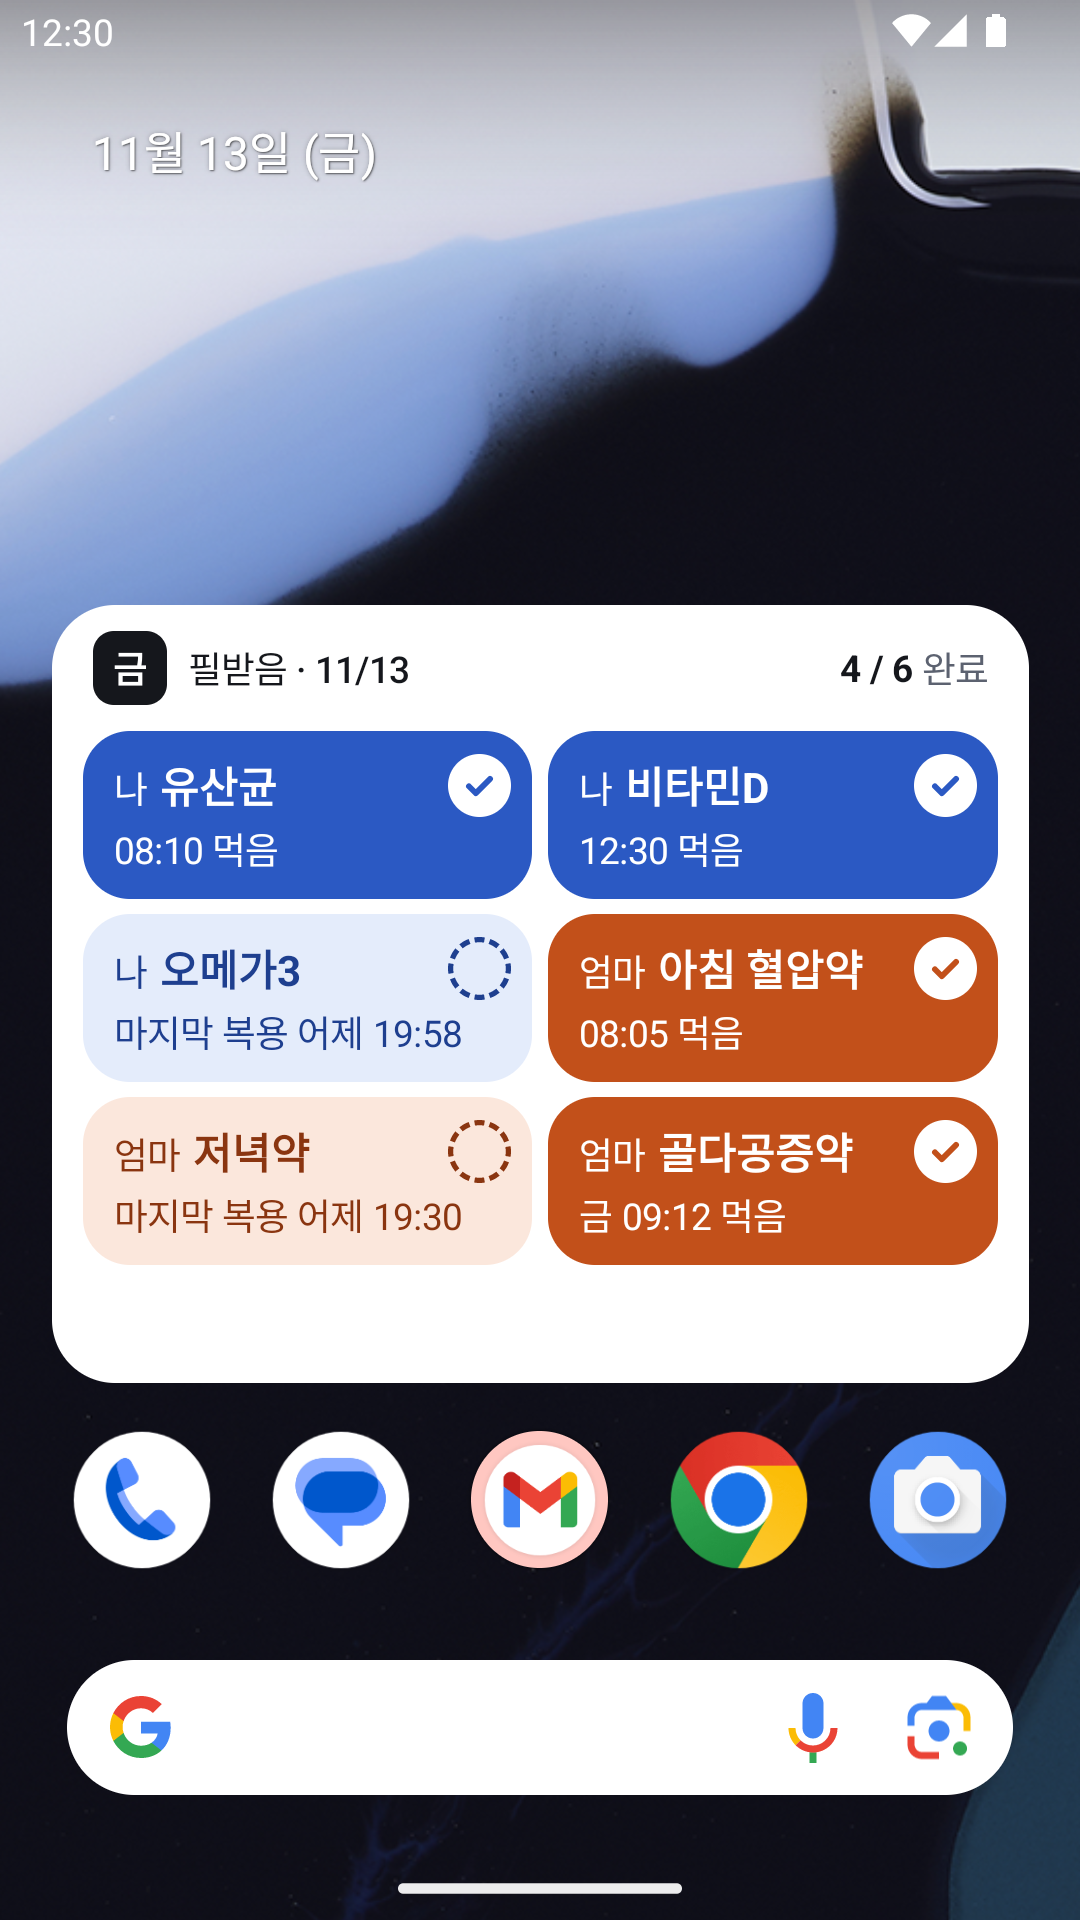 12:30
11월 13일 (금)
금 필받음 · 11/13 4 / 6 완료
나 유산균
08:10 먹음
나 비타민D
12:30 먹음
나 오메가3
마지막 복용 어제 19:58
엄마 아침 혈압약
08:05 먹음
엄마 저녁약
마지막 복용 어제 19:30
엄마 골다공증약
금 09:12 먹음